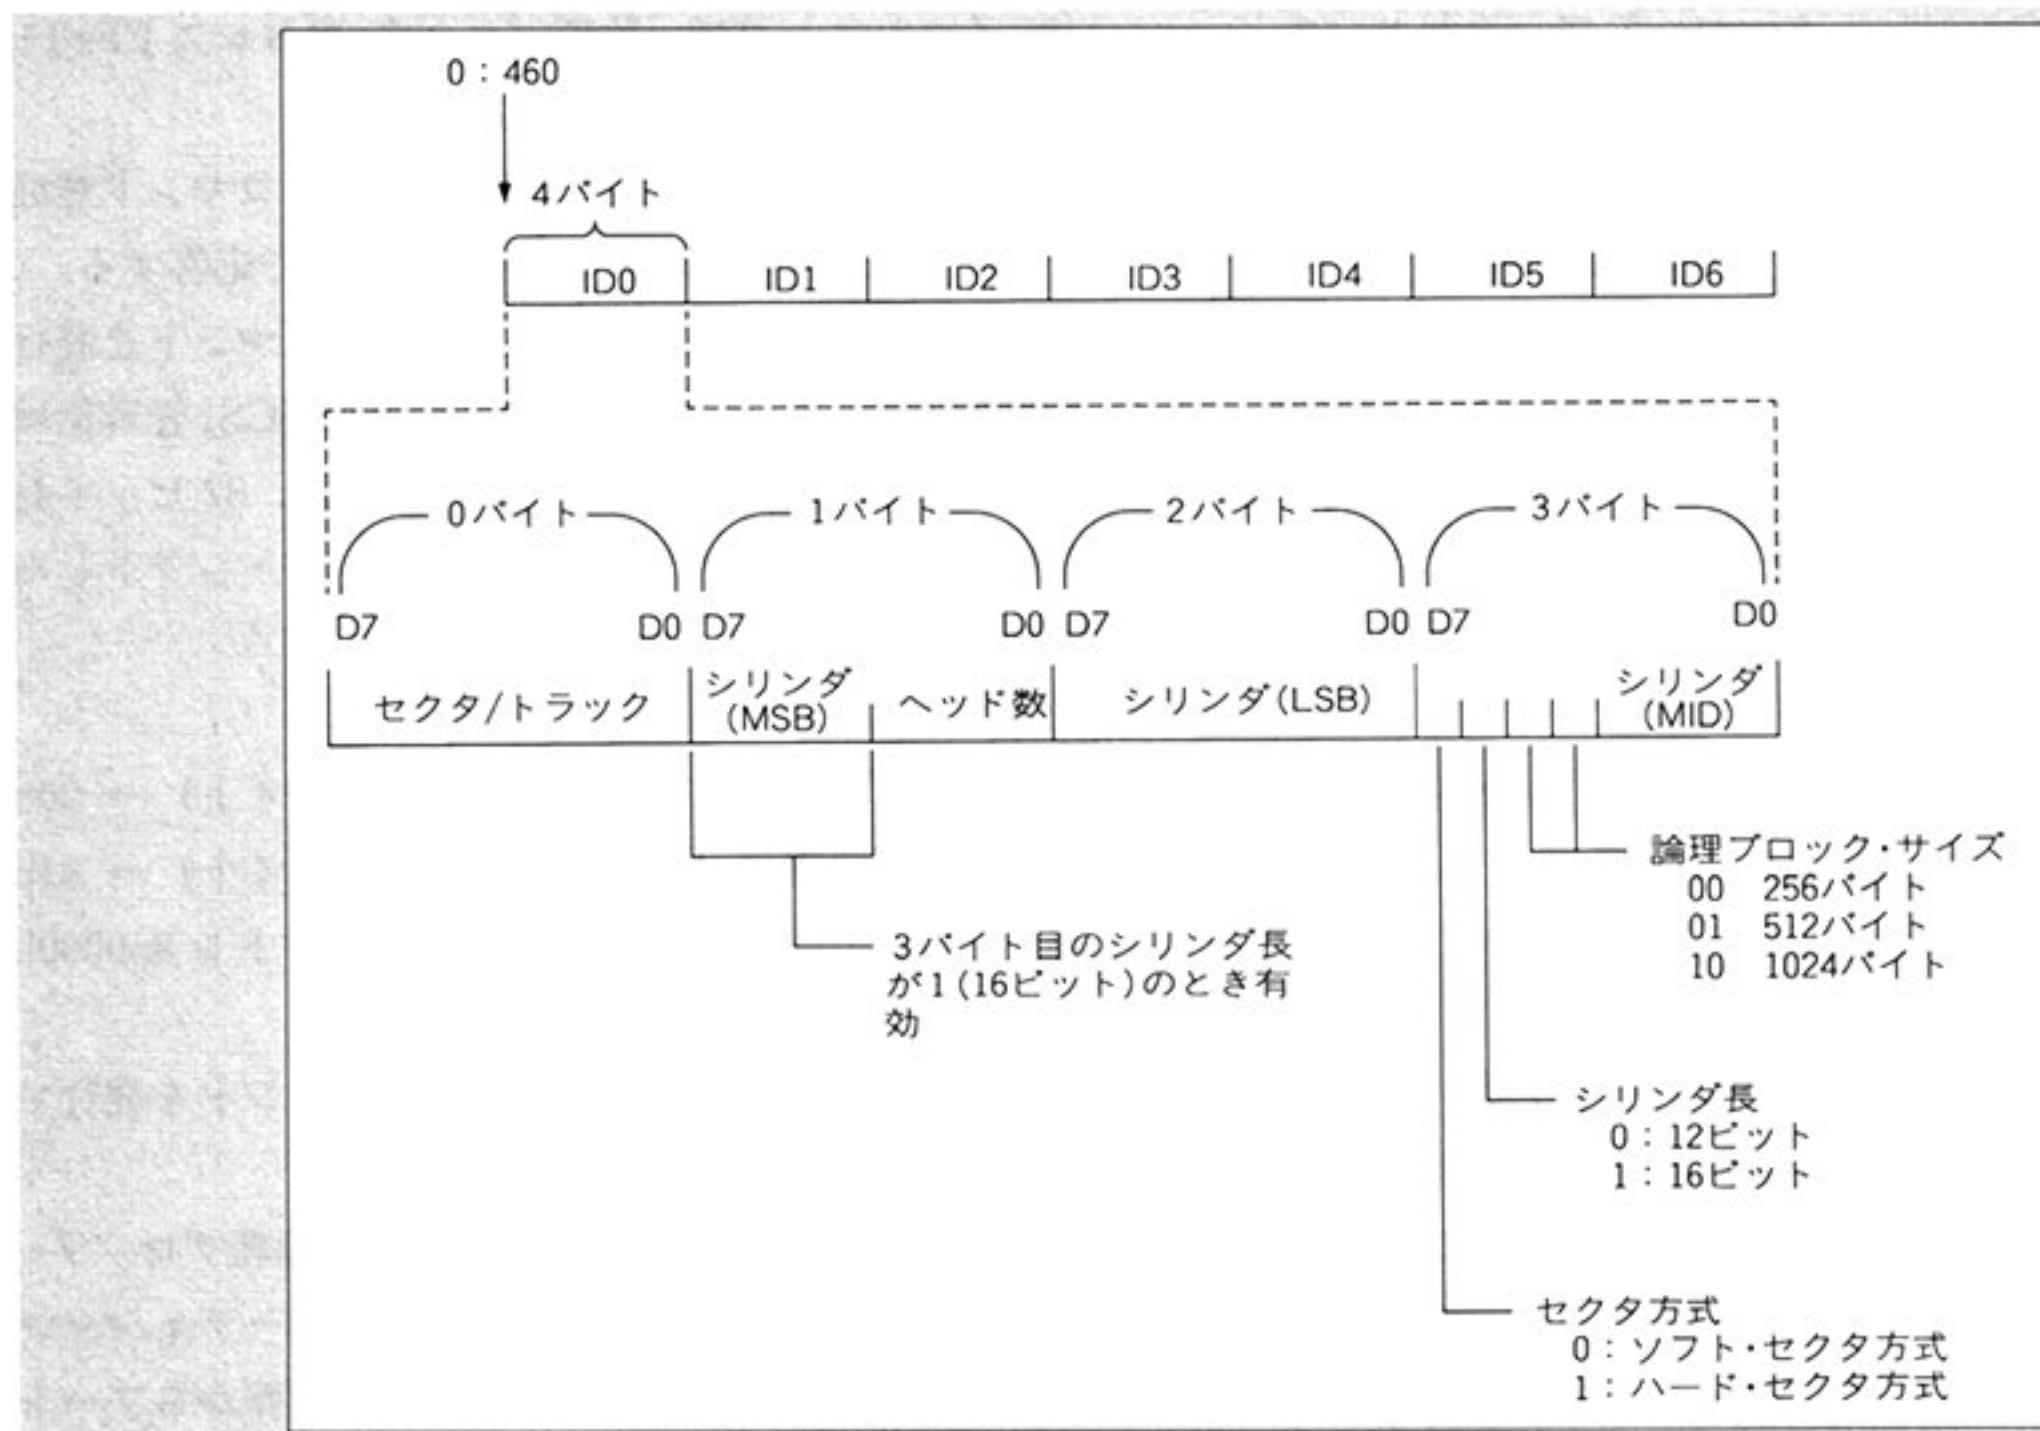 0：460
4バイト
ID0 ID1 ID2 ID3 ID4 ID5 ID6
0バイト 1バイト 2バイト 3バイト
D7 D0 D7 D0 D7 D0 D7 D0
セクタ/トラック
シリンダ
(MSB)
ヘッド数
シリンダ(LSB)
シリンダ
(MID)
論理ブロック・サイズ
00 256バイト
01 512バイト
10 1024バイト
3バイト目のシリンダ長
が1(16ビット)のとき有
効
シリンダ長
0：12ビット
1：16ビット
セクタ方式
0：ソフト・セクタ方式
1：ハード・セクタ方式